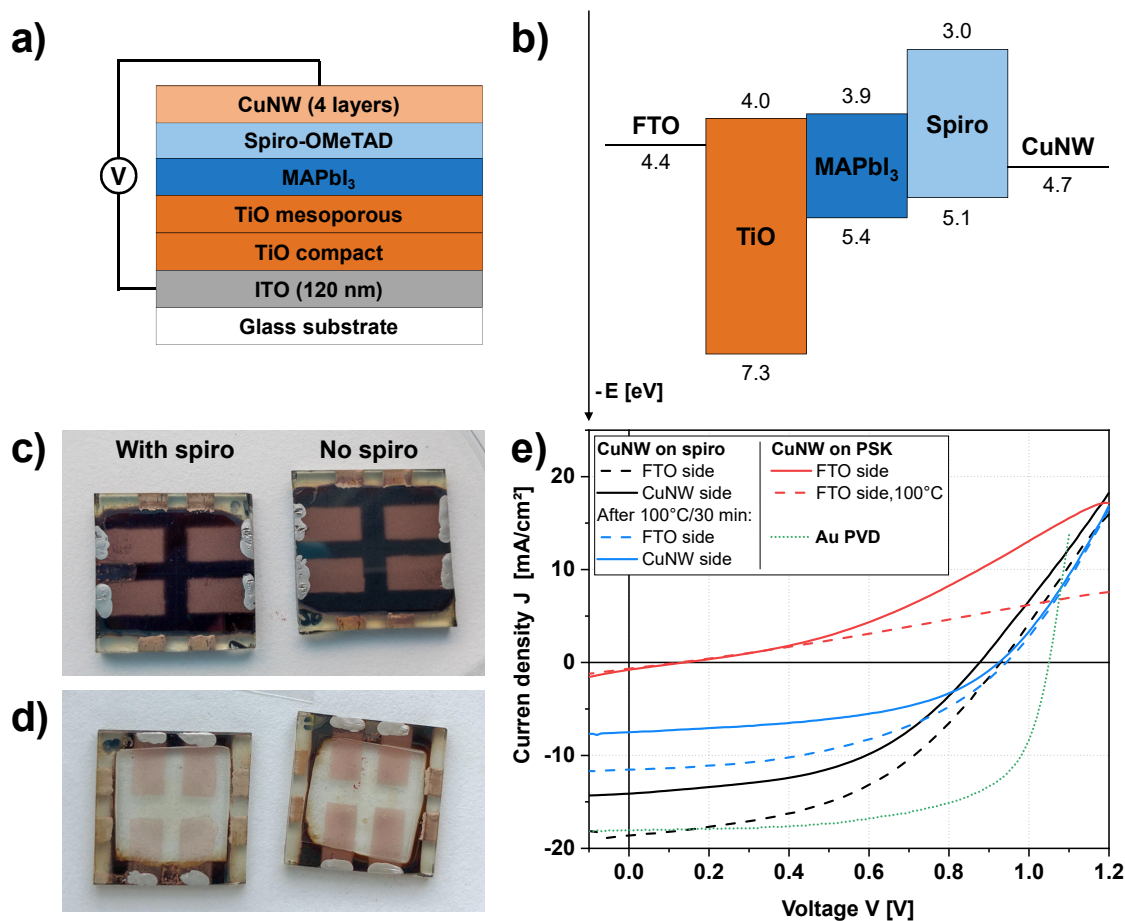 a)
CuNW (4 layers)
Spiro-OMeTAD
MAPbI₃
TiO mesoporous
TiO compact
ITO (120 nm)
Glass substrate
V
b)
3.0
4.0
3.9
FTO
4.4
Spiro
CuNW
4.7
MAPbI₃
TiO
5.1
5.4
7.3
-E [eV]
c)
With spiro
No spiro
d)
e)
CuNW on spiro
FTO side
CuNW side
After 100°C/30 min:
FTO side
CuNW side
CuNW on PSK
FTO side
FTO side,100°C
Au PVD
Curren density J [mA/cm²]
20
10
0
-10
-20
0.0
0.2
0.4
0.6
0.8
1.0
1.2
Voltage V [V]